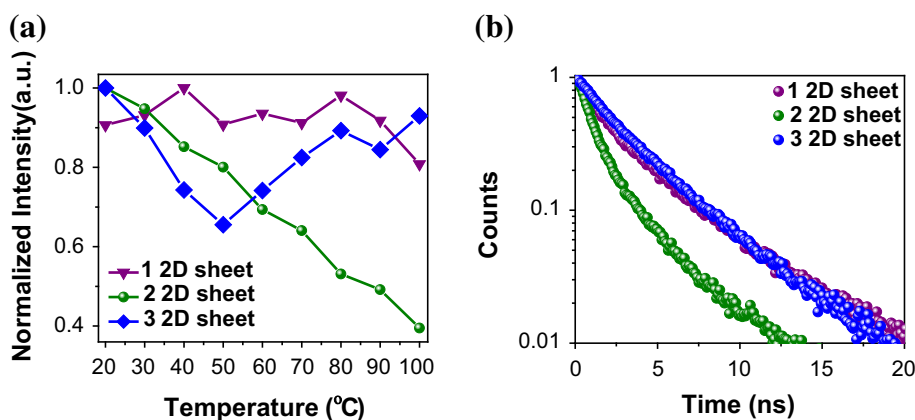 (a)
Normalized Intensity(a.u.)
1.0
0.8
0.6
0.4
1 2D sheet
2 2D sheet
3 2D sheet
20 30 40 50 60 70 80 90 100
Temperature (°C)
(b)
Counts
1
0.1
0.01
1 2D sheet
2 2D sheet
3 2D sheet
0 5 10 15 20
Time (ns)